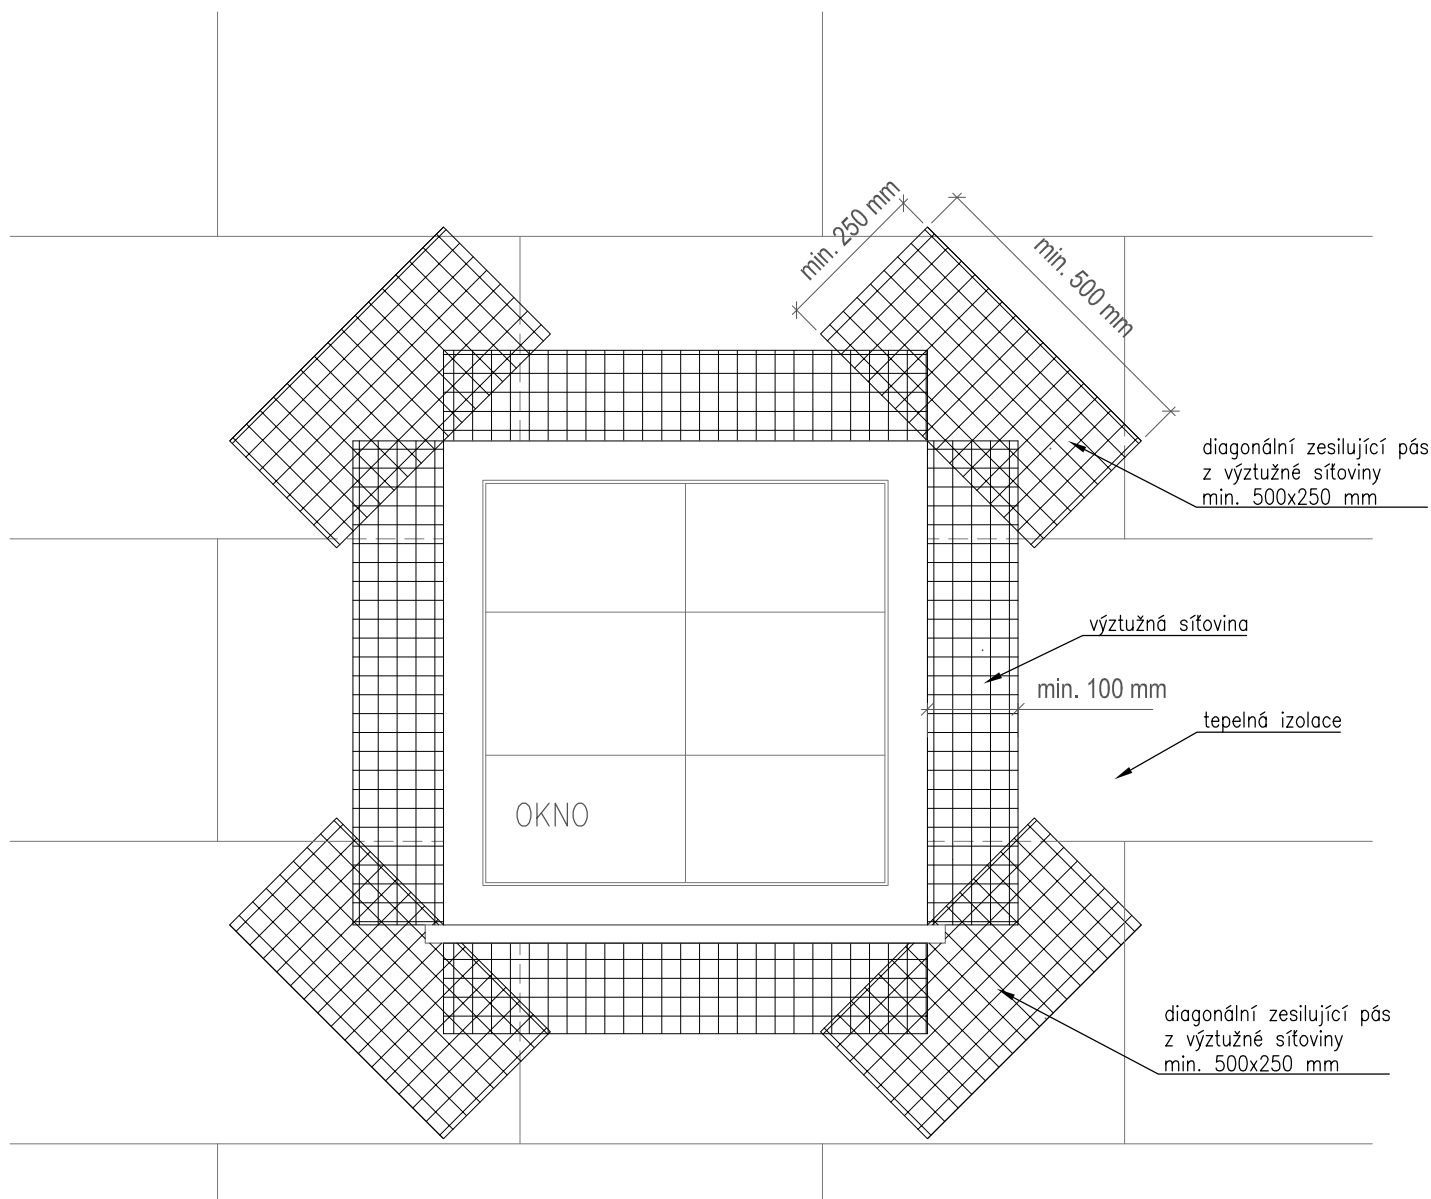 min. 250 mm
min. 500 mm
diagonální zesilující pás
z výztužné síťoviny
min. 500x250 mm
výztužná síťovina
min. 100 mm
tepelná izolace
OKNO
diagonální zesilující pás
z výztužné síťoviny
min. 500x250 mm